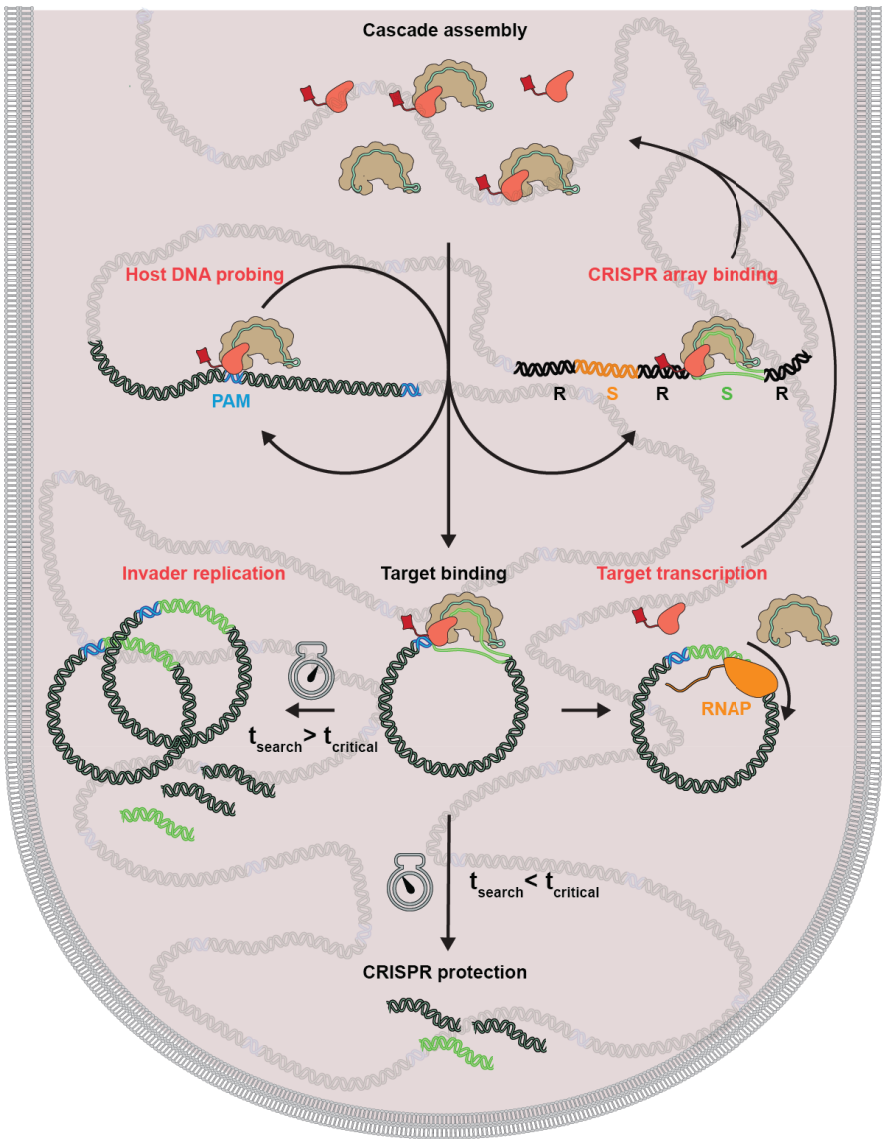 Cascade assembly
Host DNA probing
CRISPR array binding
PAM
R S R S R
Invader replication
Target binding
Target transcription
RNAP
tsearch> tcritical
tsearch< tcritical
CRISPR protection